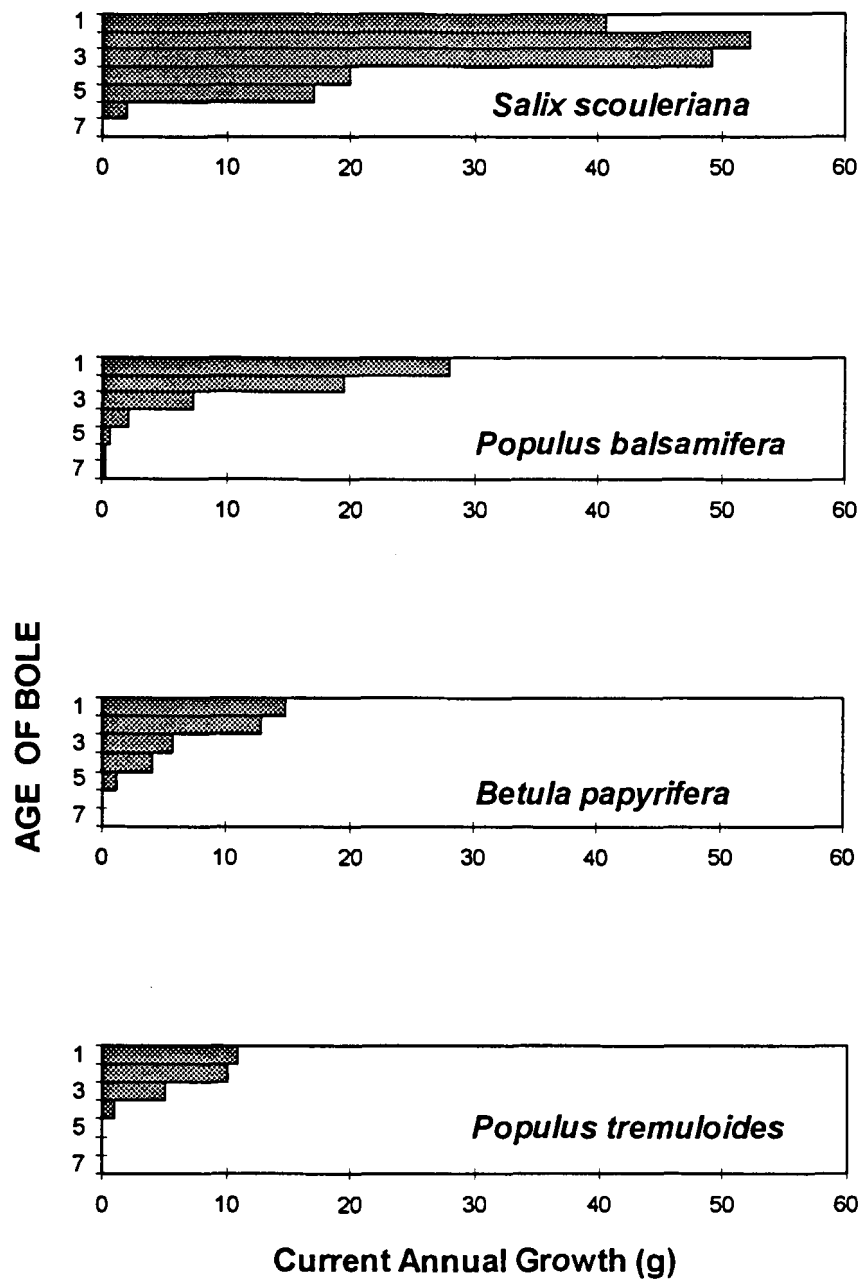 1
3
5
7
Salix scouleriana
0 10 20 30 40 50 60
1
3
5
7
Populus balsamifera
0 10 20 30 40 50 60
AGE OF BOLE
1
3
5
7
Betula papyrifera
0 10 20 30 40 50 60
1
3
5
7
Populus tremuloides
0 10 20 30 40 50 60
Current Annual Growth (g)